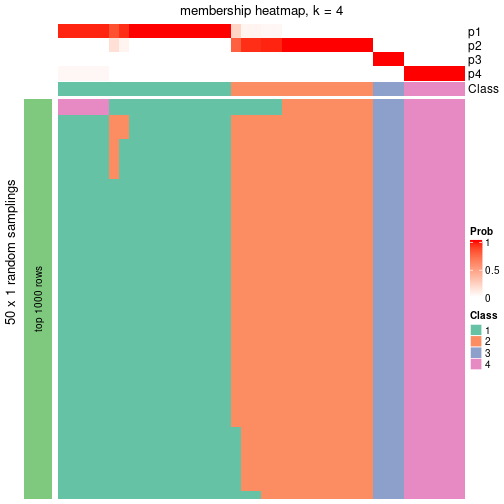 membership heatmap, k = 4
p1
p2
p3
p4
Class
50 x 1 random samplings
top 1000 rows
Prob
1
0.5
0
Class
1
2
3
4